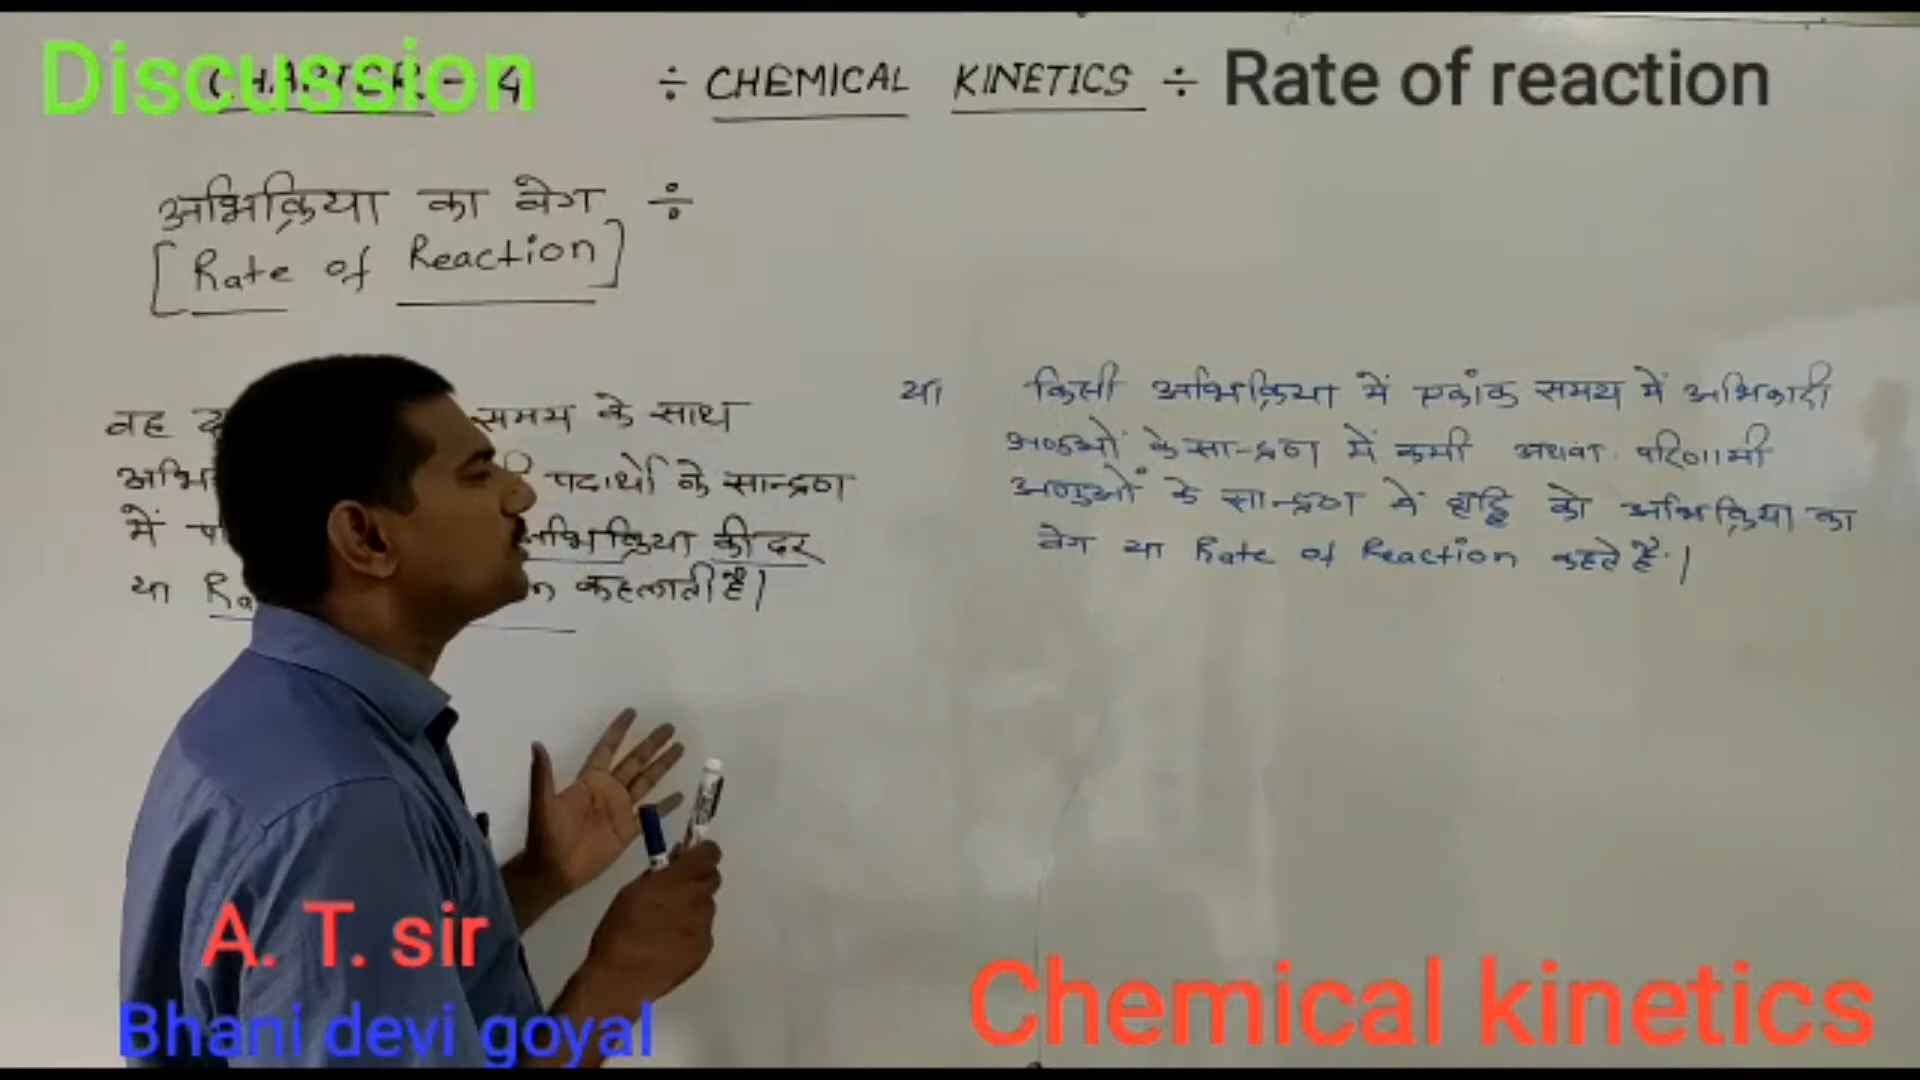 Discussion
CHAPTER - 4 ÷ CHEMICAL KINETICS ÷ Rate of reaction
अभिक्रिया का वेग ÷
[Rate of Reaction]
वह समय के साथ
अभि पदार्थो के सान्द्रण
में अभिक्रिया की दर
या कहलाती है।
या किसी अभिक्रिया में एकांक समय में अभिकारी
अणुओं के सान्द्रण में कमी अथवा परिणामी
अणुओं के सान्द्रण में वृद्धि को अभिक्रिया का
वेग या Rate of Reaction कहते है।
A. T. sir
Bhani devi goyal
Chemical kinetics